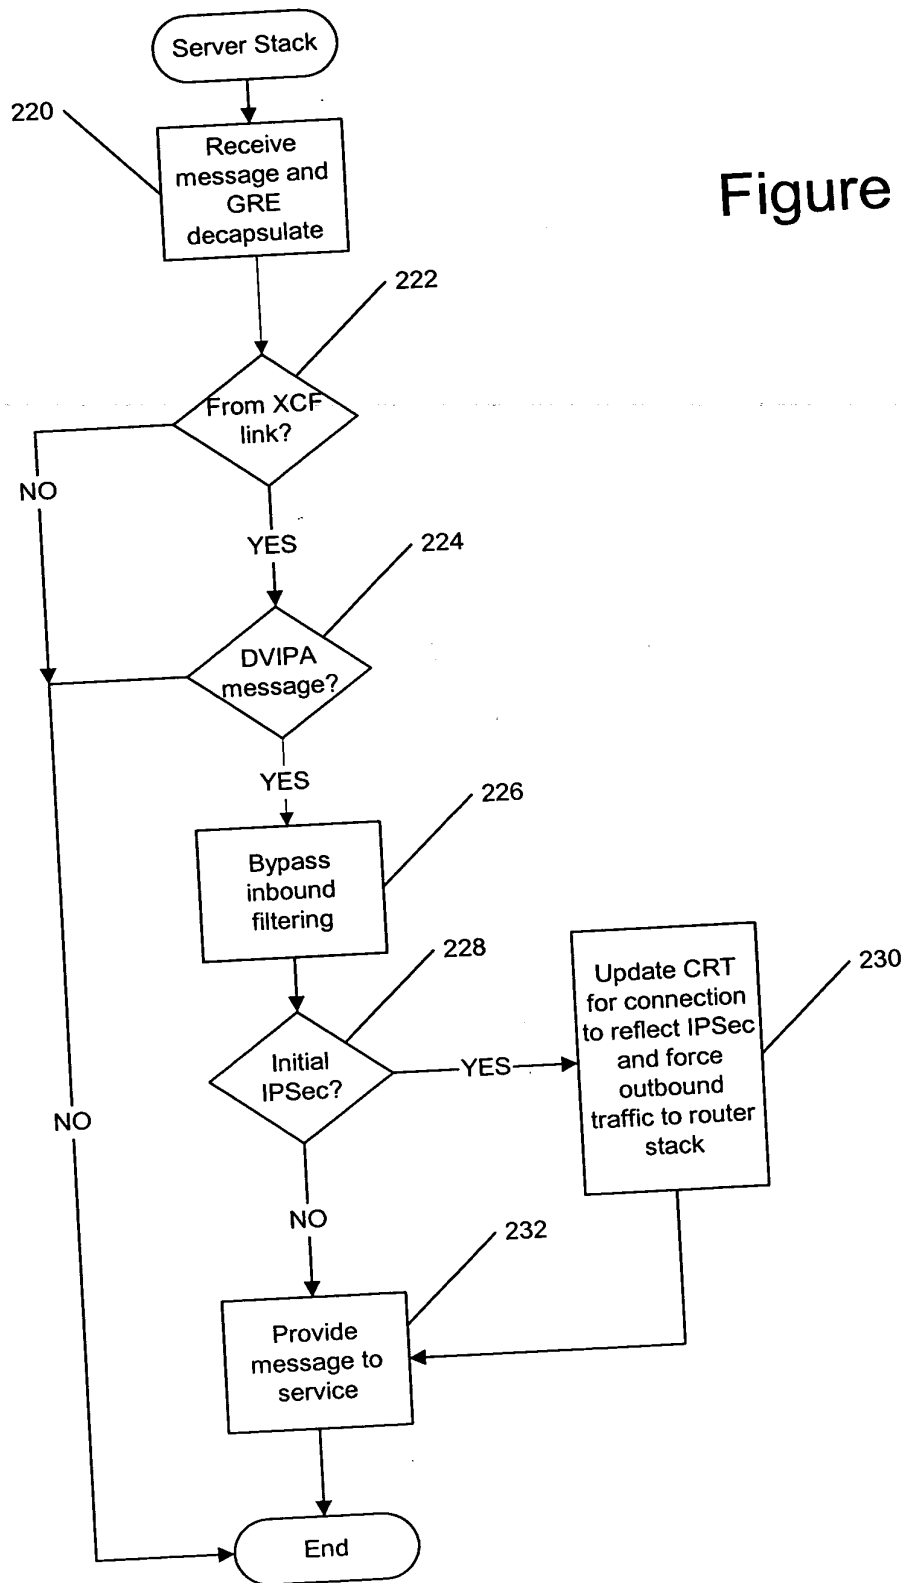 Server Stack
220
Receive
message and
GRE
decapsulate
Figure
222
From XCF
link?
NO
YES
224
DVIPA
message?
YES
226
Bypass
inbound
filtering
228
Initial
IPSec?
YES
Update CRT
for connection
to reflect IPSec
and force
outbound
traffic to router
stack
230
NO
NO
232
Provide
message to
service
End